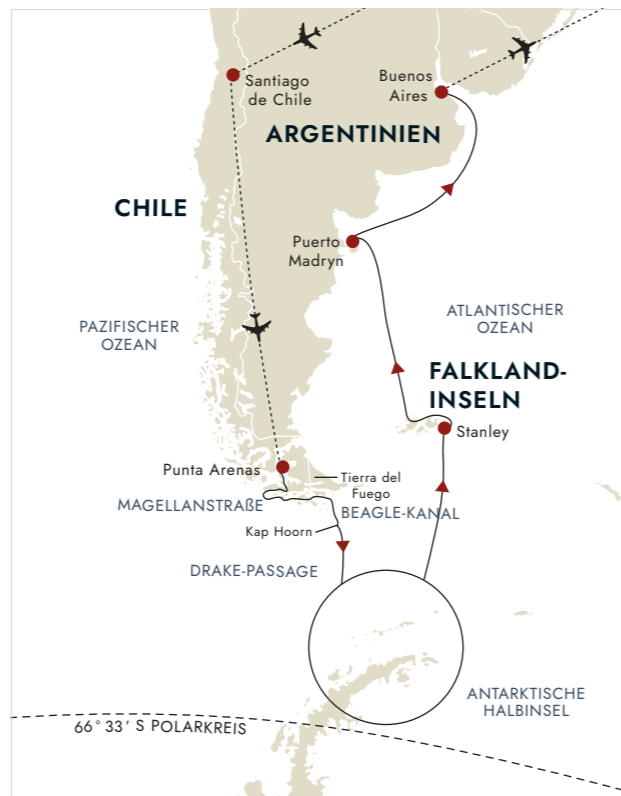 Santiago
de Chile
Buenos
Aires
ARGENTINIEN
CHILE
Puerto
Madryn
PAZIFISCHER
OZEAN
ATLANTISCHER
OZEAN
FALKLAND-
INSELN
Stanley
Punta Arenas
Tierra del
Fuego
MAGELLANSTRAßE
BEAGLE-KANAL
Kap Hoorn
DRAKE-PASSAGE
ANTARKTISCHE
HALBINSEL
66° 33' S POLARKREIS